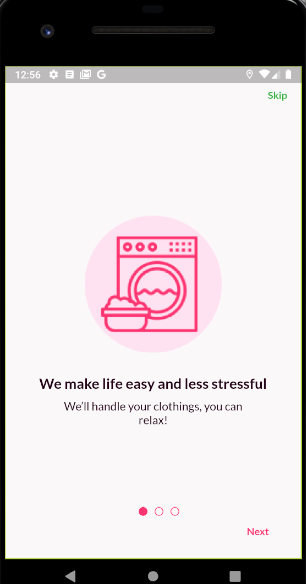 12:56
Skip
We make life easy and less stressful
We'll handle your clothings, you can
relax!
Next